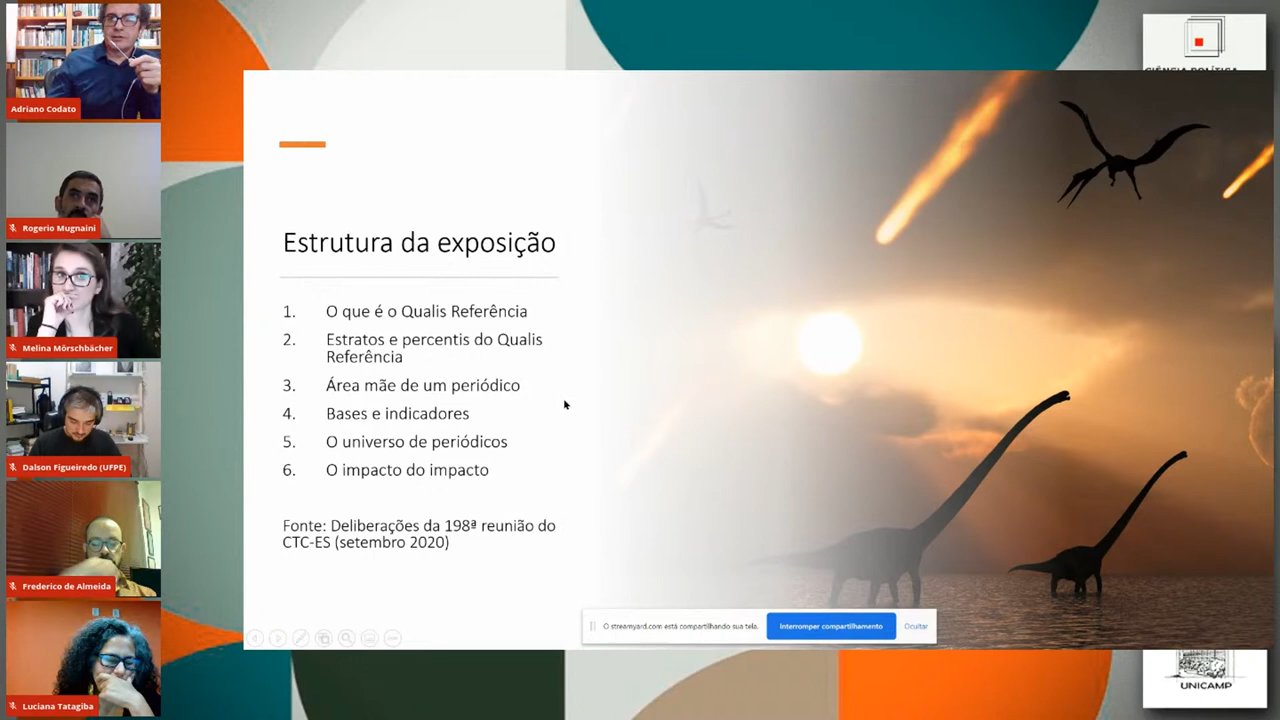 Adriano Codato
Rogerio Mugnaini
Melina Mörschbächer
Dalson Figueiredo (UFPE)
Frederico de Almeida
Luciana Tatagiba
Estrutura da exposição
1. O que é o Qualis Referência
2. Estratos e percentis do Qualis
Referência
3. Área mãe de um periódico
4. Bases e indicadores
5. O universo de periódicos
6. O impacto do impacto
Fonte: Deliberações da 198ª reunião do
CTC-ES (setembro 2020)
O streamyard.com está compartilhando sua tela.
Interromper compartilhamento
Ocultar
CIÊNCIA POLÍTICA
UNICAMP